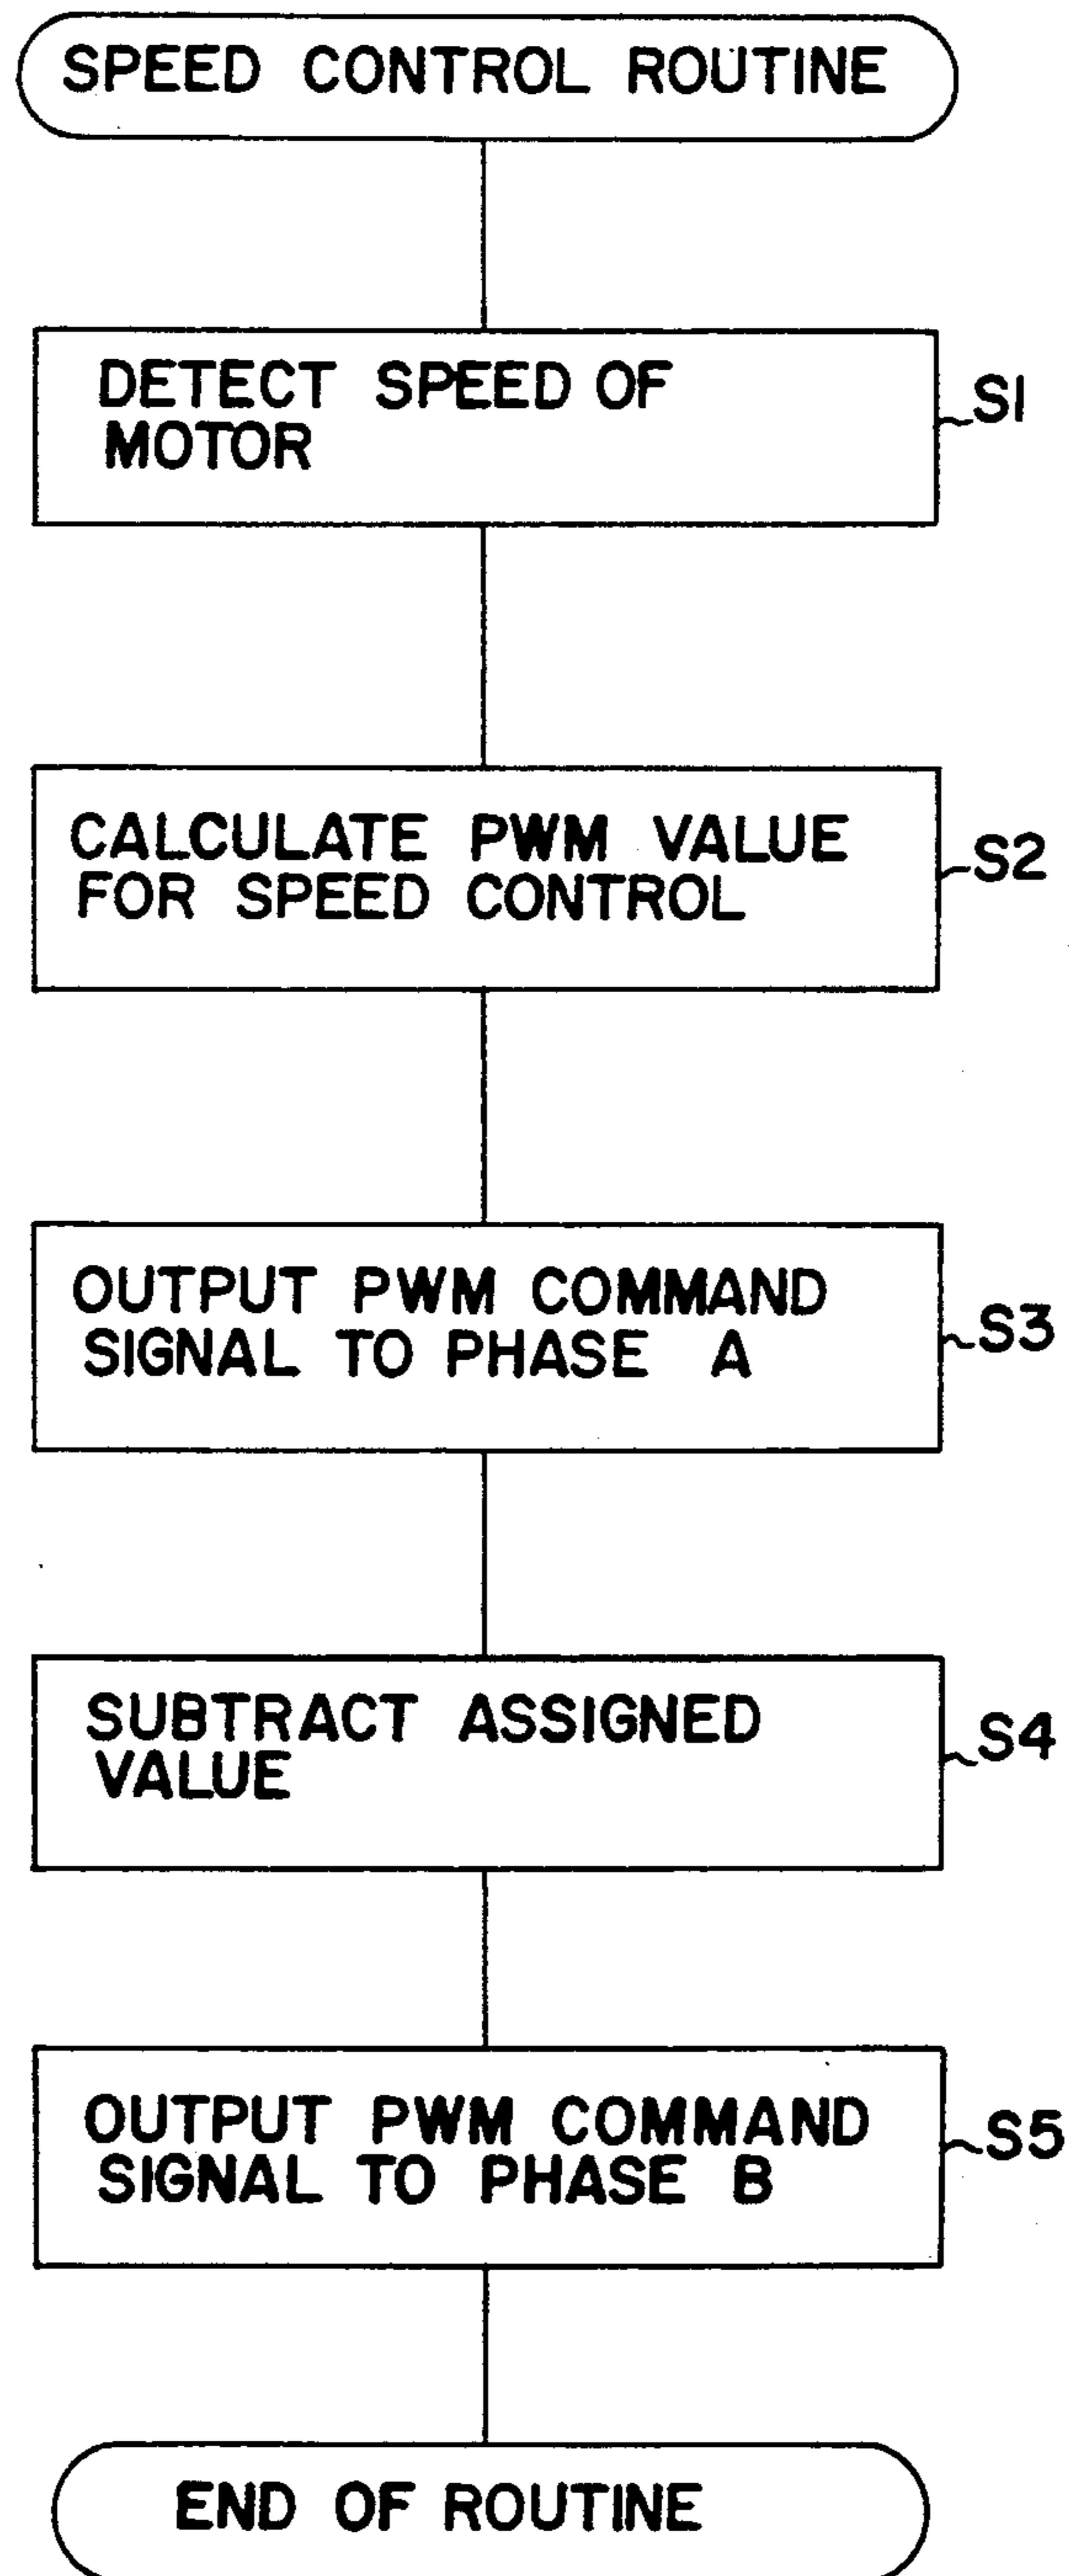 SPEED CONTROL ROUTINE
DETECT SPEED OF
MOTOR
S1
CALCULATE PWM VALUE
FOR SPEED CONTROL
S2
OUTPUT PWM COMMAND
SIGNAL TO PHASE A
S3
SUBTRACT ASSIGNED
VALUE
S4
OUTPUT PWM COMMAND
SIGNAL TO PHASE B
S5
END OF ROUTINE